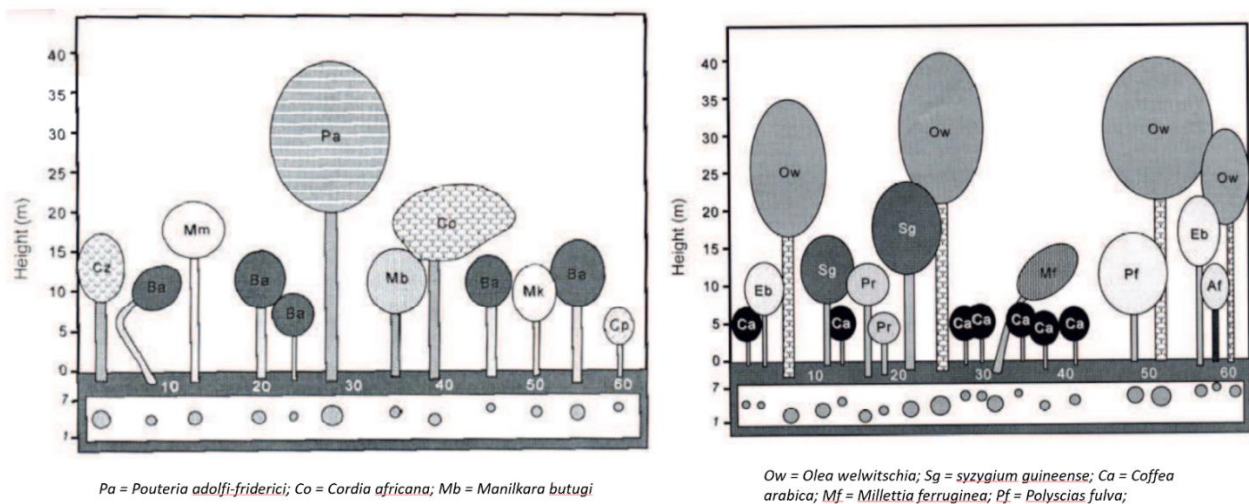 40
35
30
25
20
15
10
5
0
7
1
Height (m)
Pa
Co
Mm
Cz
Ba
Ba
Ba
Mb
Ba
Mk
Ba
Cp
10
20
30
40
50
60
Pa = Pouteria adolfi-friderici; Co = Cordia africana; Mb = Manilkara butugi
40
35
30
25
20
15
10
5
0
7
1
Height (m)
Ow
Ow
Ow
Ow
Sg
Eb
Sg
Pr
Mf
Pf
Eb
Af
Ca
Ca
Pr
Ca
Ca
Ca
Ca
Ca
10
20
30
40
50
60
Ow = Olea welwitschia; Sg = syzygium guineense; Ca = Coffea
arabica; Mf = Millettia ferruginea; Pf = Polyscias fulva;